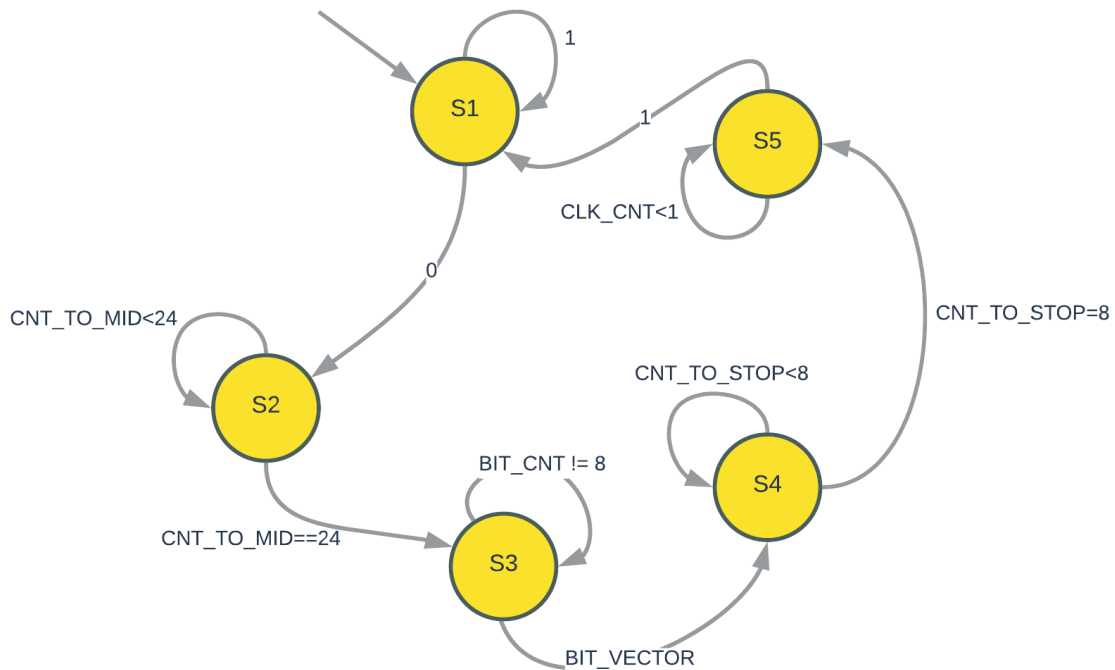 1
S1
1
S5
CLK_CNT<1
0
CNT_TO_MID<24
CNT_TO_STOP=8
CNT_TO_STOP<8
S2
BIT_CNT != 8
S4
CNT_TO_MID==24
S3
BIT_VECTOR